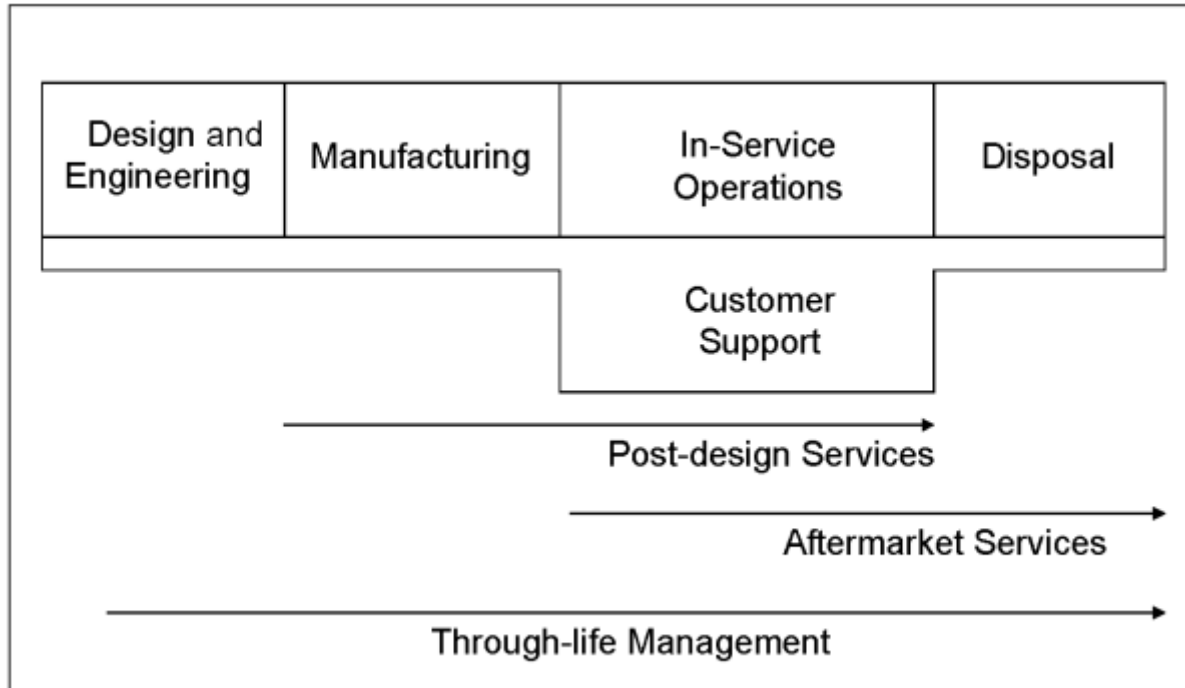 Design and
Engineering
Manufacturing
In-Service
Operations
Disposal
Customer
Support
Post-design Services
Aftermarket Services
Through-life Management